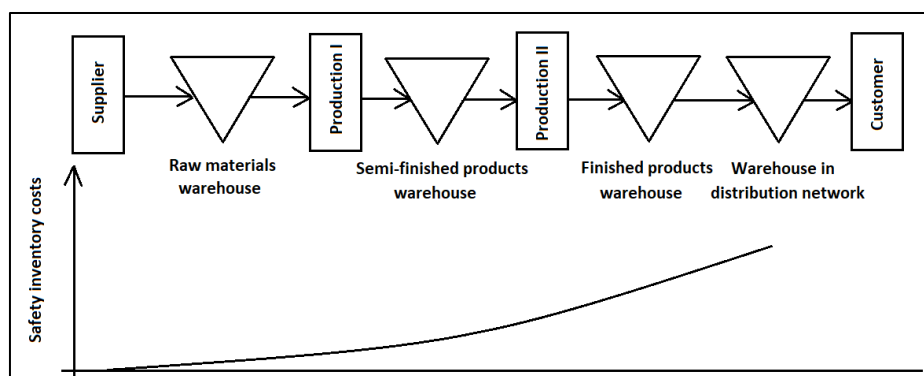 Supplier
Production I
Production II
Customer
Raw materials
warehouse
Semi-finished products
warehouse
Finished products
warehouse
Warehouse in
distribution network
Safety inventory costs